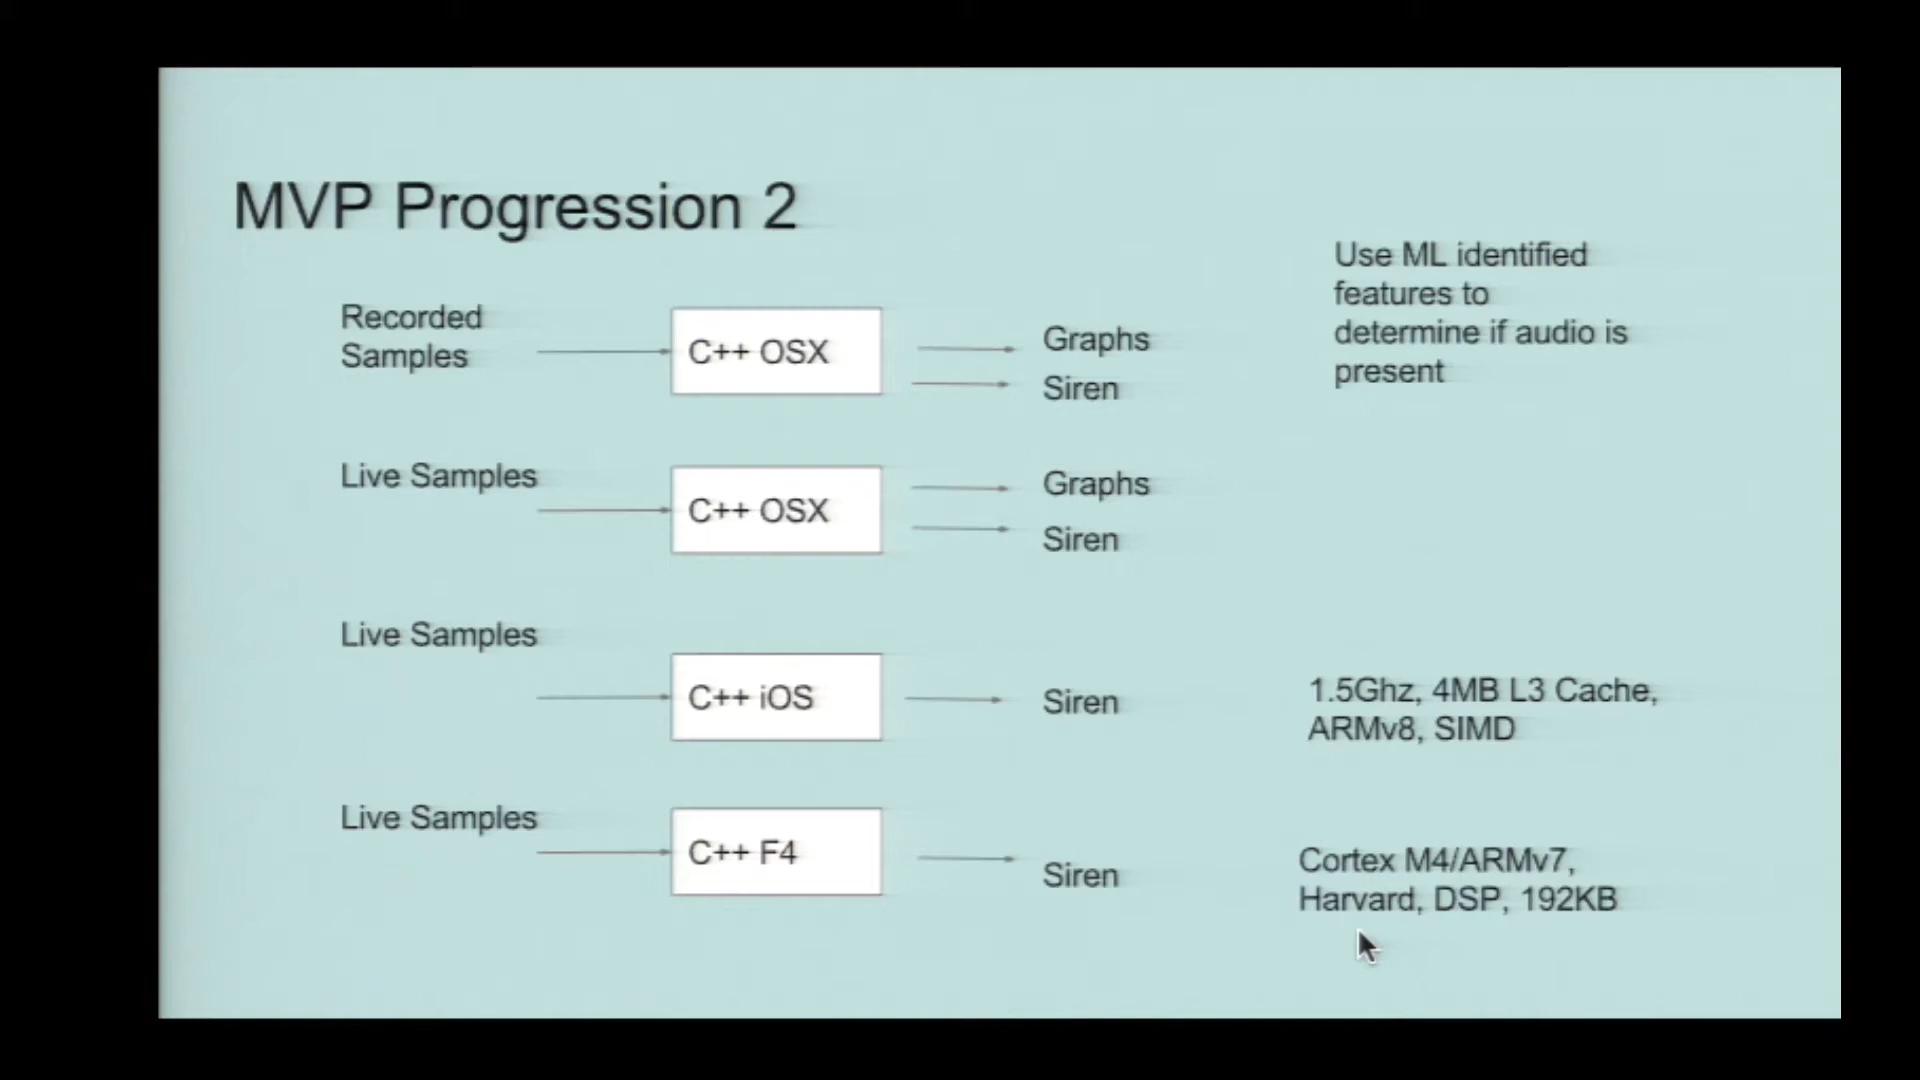 MVP Progression 2
Use ML identified
features to
determine if audio is
present
Recorded
Samples
C++ OSX
Graphs
Siren
Live Samples
C++ OSX
Graphs
Siren
Live Samples
C++ iOS
Siren
1.5Ghz, 4MB L3 Cache,
ARMv8, SIMD
Live Samples
C++ F4
Siren
Cortex M4/ARMv7,
Harvard, DSP, 192KB